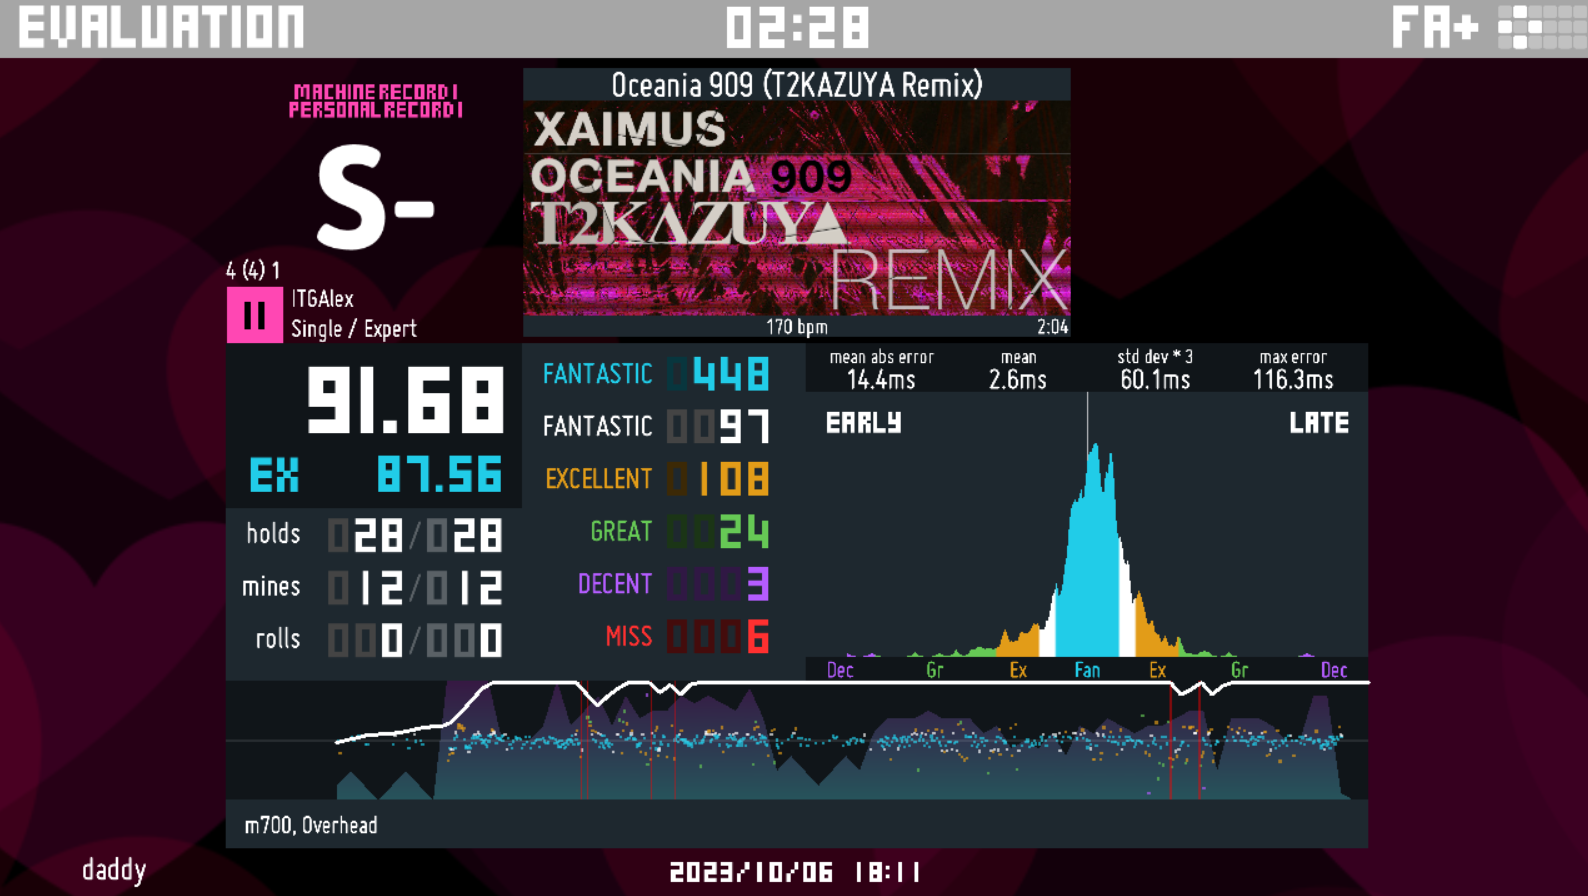 EVALUATION
02:28
FA+
MACHINE RECORD 1
PERSONAL RECORD 1
S-
Oceania 909 (T2KAZUYA Remix)
XAIMUS
OCEANIA 909
T2KAZUYA
REMIX
170 bpm
2:04
4 (4) 1
11
ITGAlex
Single / Expert
91.68
EX 87.56
holds 028/028
mines 012/012
rolls 000/000
FANTASTIC 0448
FANTASTIC 0097
EXCELLENT 0108
GREAT 0024
DECENT 0003
MISS 0006
mean abs error mean std dev * 3 max error
14.4ms 2.6ms 60.1ms 116.3ms
EARLY LATE
Dec Gr Ex Fan Ex Gr Dec
m700, Overhead
daddy
2023/10/06 18:11